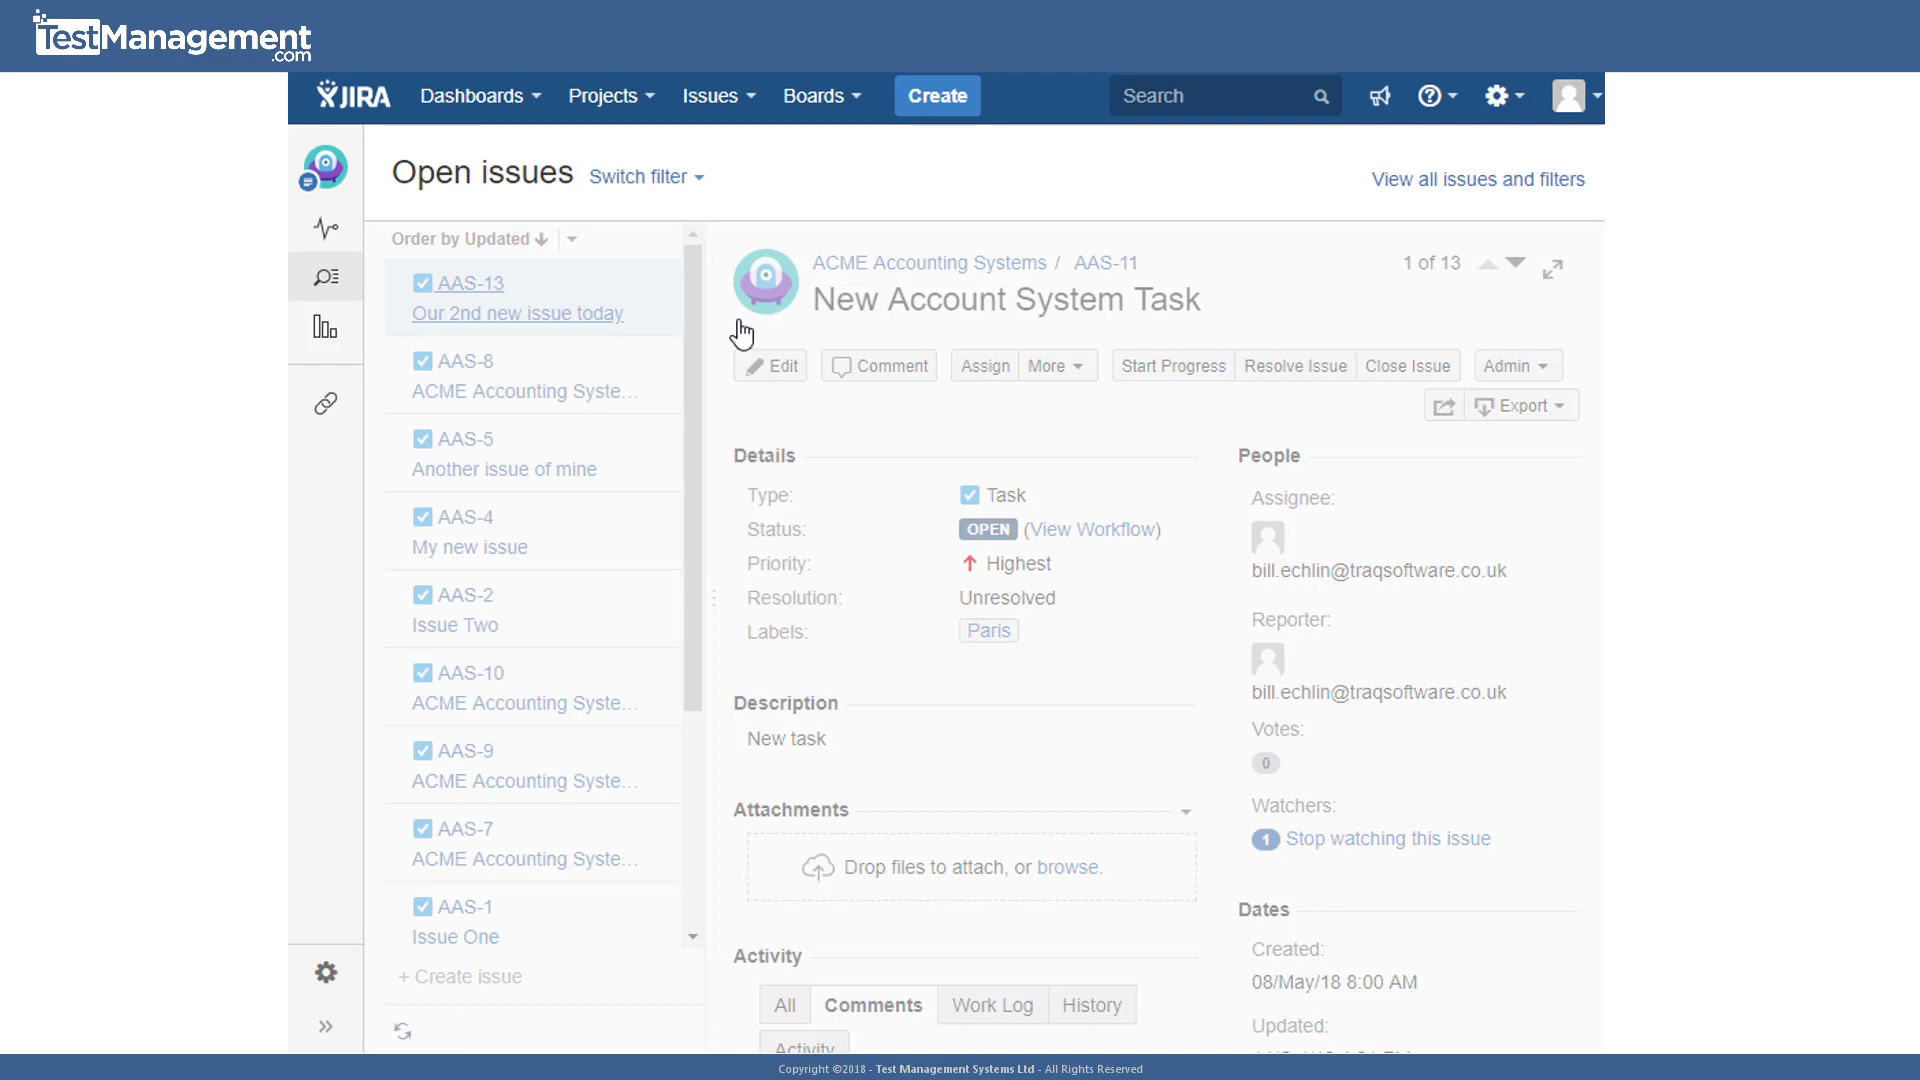 TestManagement
.com
JIRA Dashboards Projects Issues Boards Create Search
Open issues Switch filter
View all issues and filters
Order by Updated
AAS-13
Our 2nd new issue today
AAS-8
ACME Accounting Syste...
AAS-5
Another issue of mine
AAS-4
My new issue
AAS-2
Issue Two
AAS-10
ACME Accounting Syste...
AAS-9
ACME Accounting Syste...
AAS-7
ACME Accounting Syste...
AAS-1
Issue One
+ Create issue
ACME Accounting Systems / AAS-11
1 of 13
New Account System Task
Edit Comment Assign More Start Progress Resolve Issue Close Issue Admin
Export
Details
Type: Task
Status: OPEN (View Workflow)
Priority: Highest
Resolution: Unresolved
Labels: Paris
Description
New task
Attachments
Drop files to attach, or browse.
Activity
All Comments Work Log History
Activity
People
Assignee:
bill.echlin@traqsoftware.co.uk
Reporter:
bill.echlin@traqsoftware.co.uk
Votes:
0
Watchers:
1 Stop watching this issue
Dates
Created:
08/May/18 8:00 AM
Updated:
Copyright ©2018 - Test Management Systems Ltd - All Rights Reserved